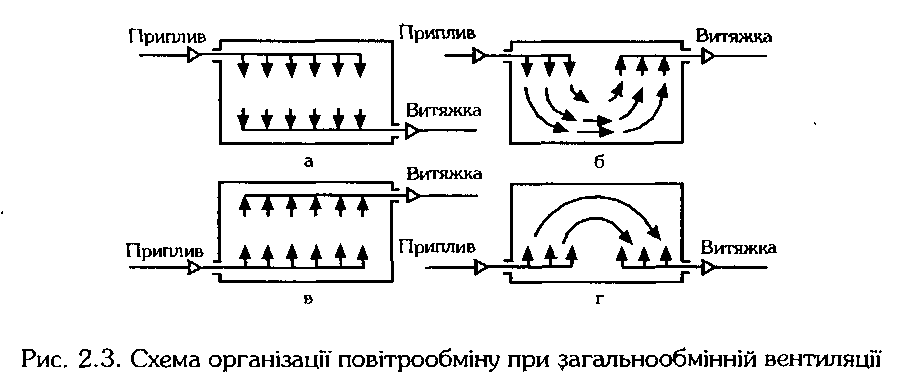 Приплив
Витяжка
а
Приплив
Витяжка
б
Витяжка
Приплив
в
Приплив
Витяжка
г
Рис. 2.3. Схема організації повітрообміну при загальнообмінній вентиляції